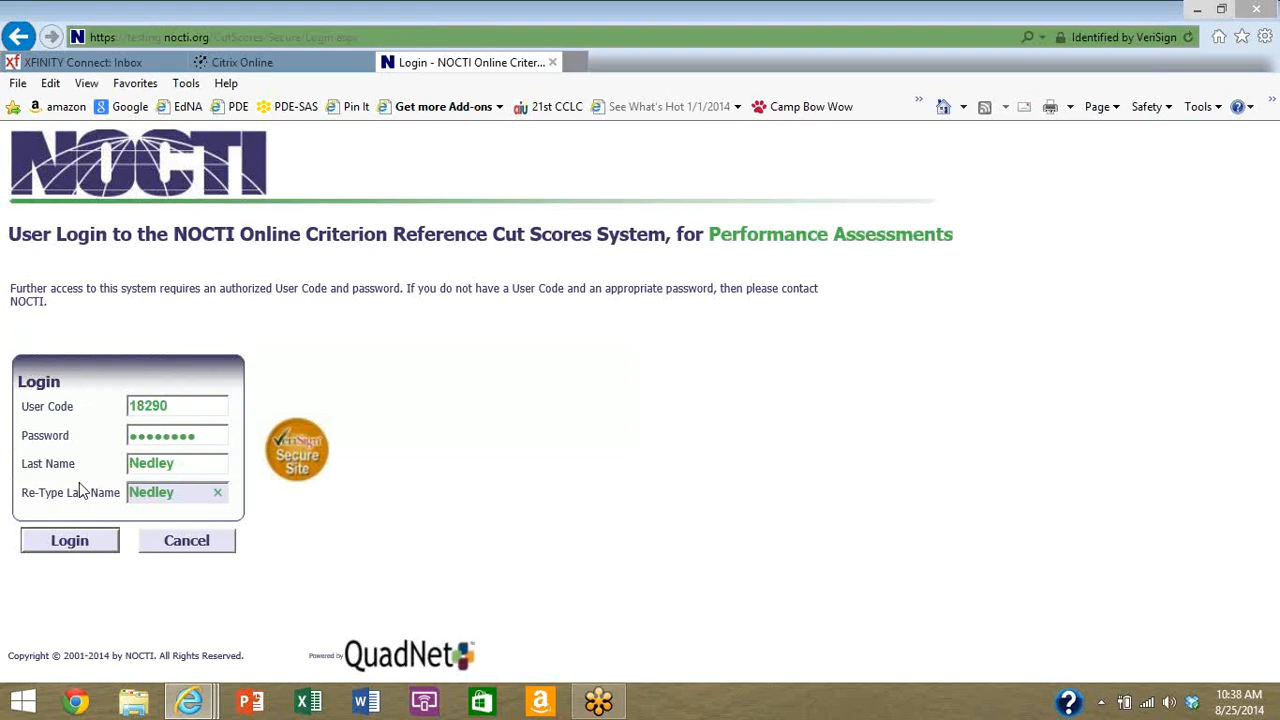 https://testing.nocti.org/CutScores/Secure/Login.aspx
Identified by VeriSign
XFINITY Connect: Inbox
Citrix Online
Login - NOCTI Online Criter...
File Edit View Favorites Tools Help
amazon Google EdNA PDE PDE-SAS Pin It Get more Add-ons 21st CCLC See What's Hot 1/1/2014 Camp Bow Wow » Page Safety Tools »
NOCTI
User Login to the NOCTI Online Criterion Reference Cut Scores System, for Performance Assessments
Further access to this system requires an authorized User Code and password. If you do not have a User Code and an appropriate password, then please contact
NOCTI.
Login
User Code 18290
Password ••••••••
Last Name Nedley
Re-Type Last Name Nedley
VeriSign
Secure
Site
Login Cancel
Copyright © 2001-2014 by NOCTI. All Rights Reserved. Powered by QuadNet
10:38 AM
8/25/2014